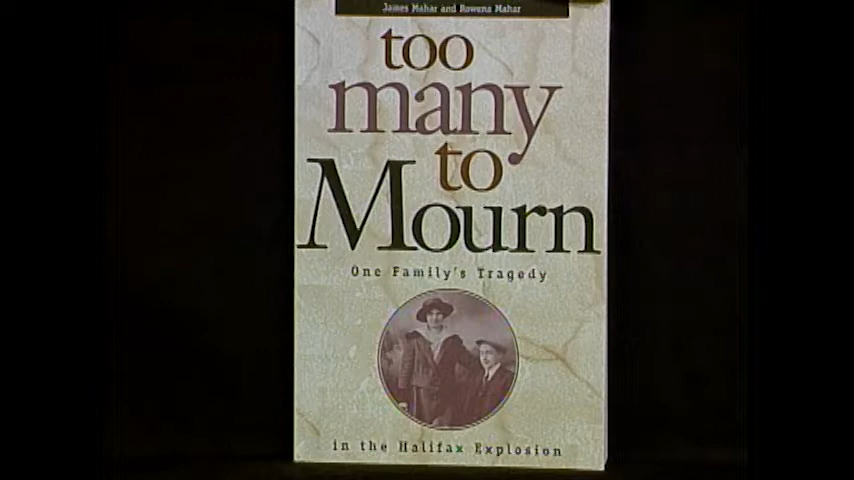 James Mahar and Rowena Mahar
too
many
to
Mourn
One Family's Tragedy
in the Halifax Explosion